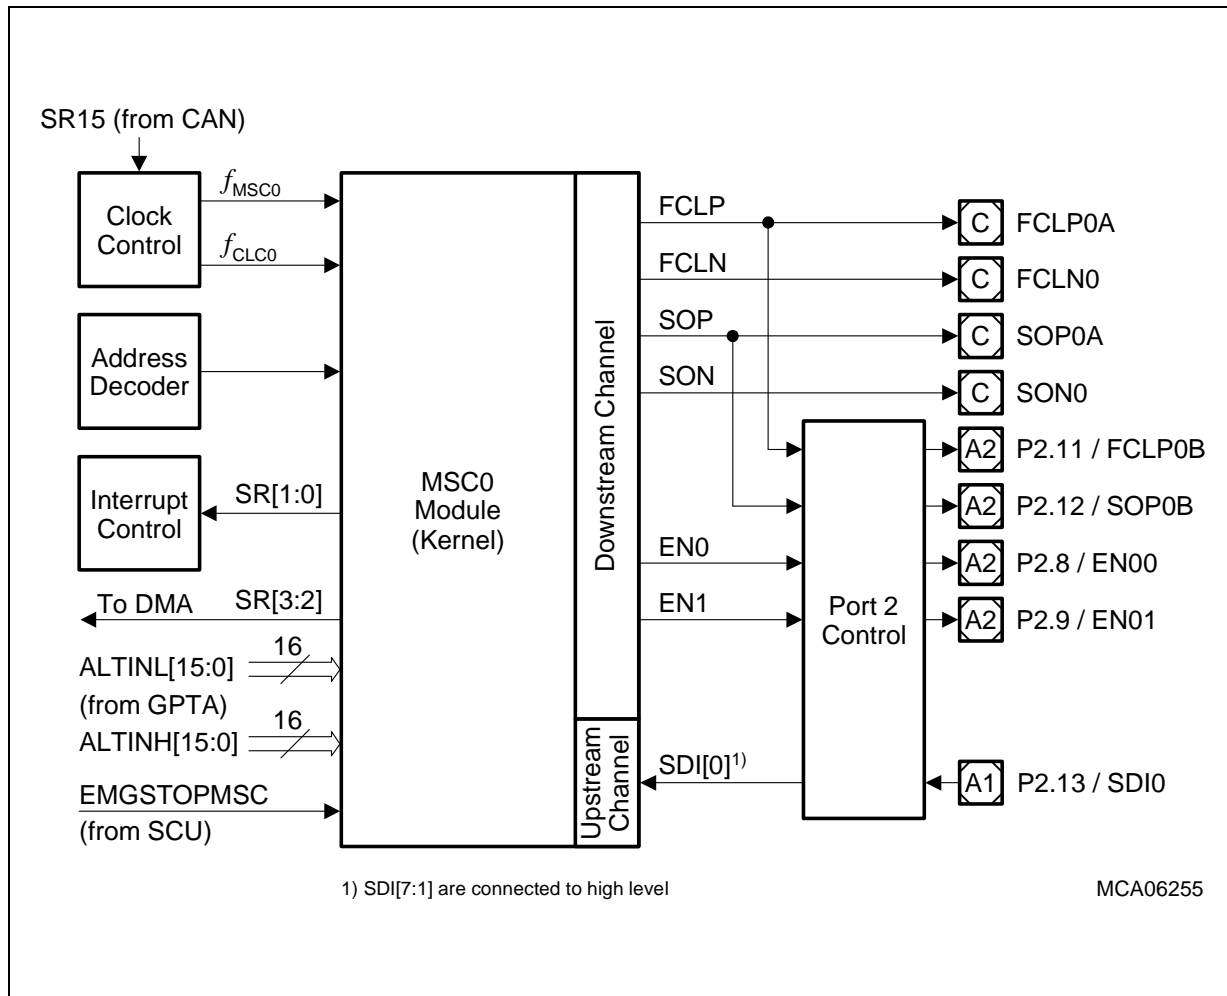 SR15 (from CAN)
Clock
Control
fMSC0
fCLC0
Address
Decoder
Interrupt
Control
SR[1:0]
To DMA
SR[3:2]
16
ALTINL[15:0]
(from GPTA)
16
ALTINH[15:0]
EMGSTOPMSC
(from SCU)
MSC0
Module
(Kernel)
Downstream Channel
Upstream
Channel
FCLP
FCLN
SOP
SON
EN0
EN1
SDI[0]1)
Port 2
Control
C FCLP0A
C FCLN0
C SOP0A
C SON0
A2 P2.11 / FCLP0B
A2 P2.12 / SOP0B
A2 P2.8 / EN00
A2 P2.9 / EN01
A1 P2.13 / SDI0
1) SDI[7:1] are connected to high level
MCA06255